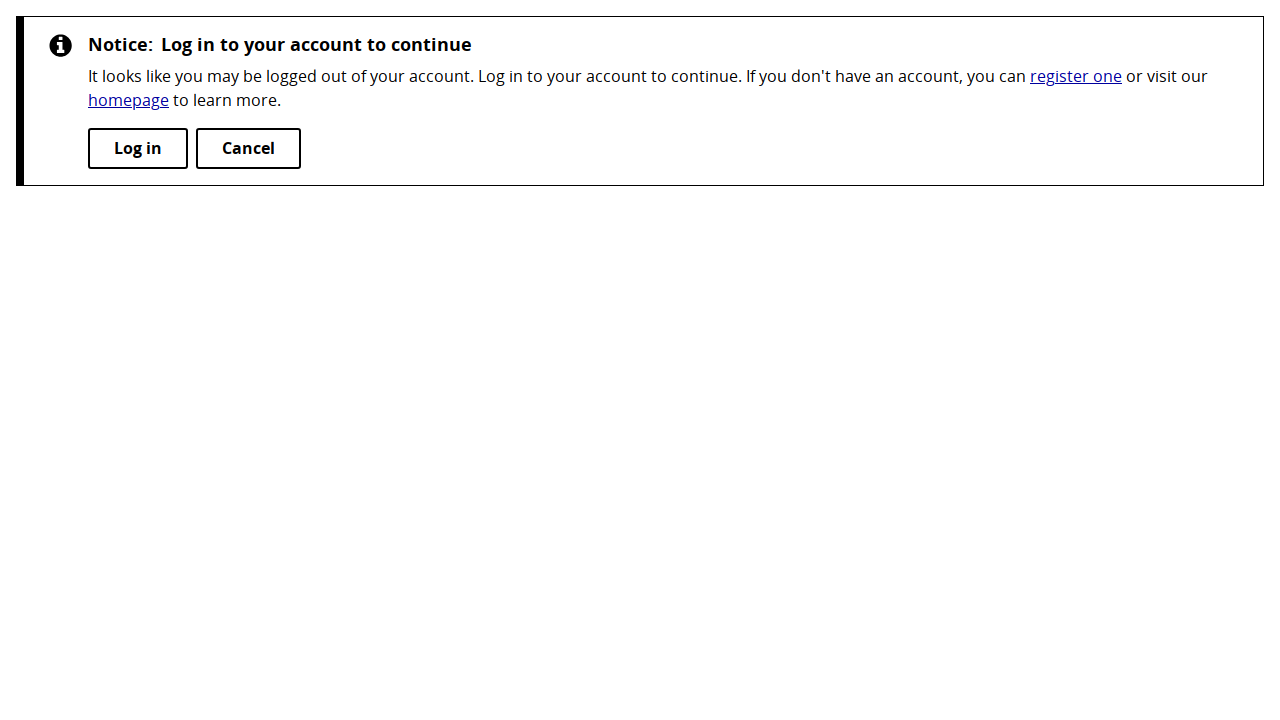 Notice: Log in to your account to continue
It looks like you may be logged out of your account. Log in to your account to continue. If you don't have an account, you can register one or visit our
homepage to learn more.
Log in
Cancel